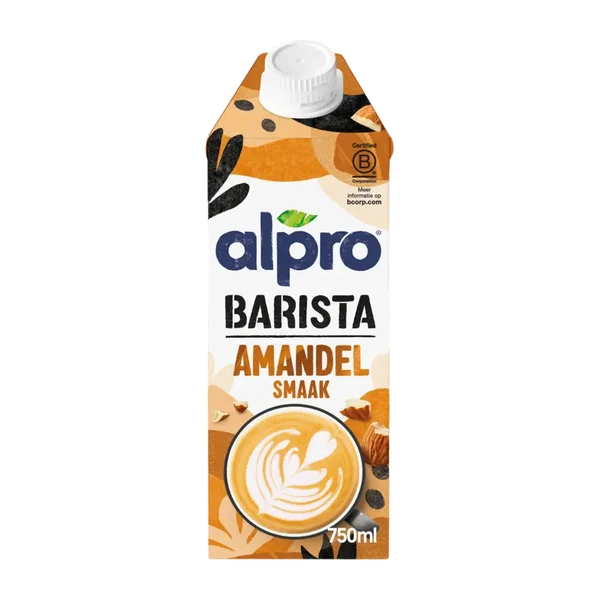 Certified
B
Corporation
Meer
informatie op
bcorp.com
alpro®
BARISTA
AMANDEL
SMAAK
750ml